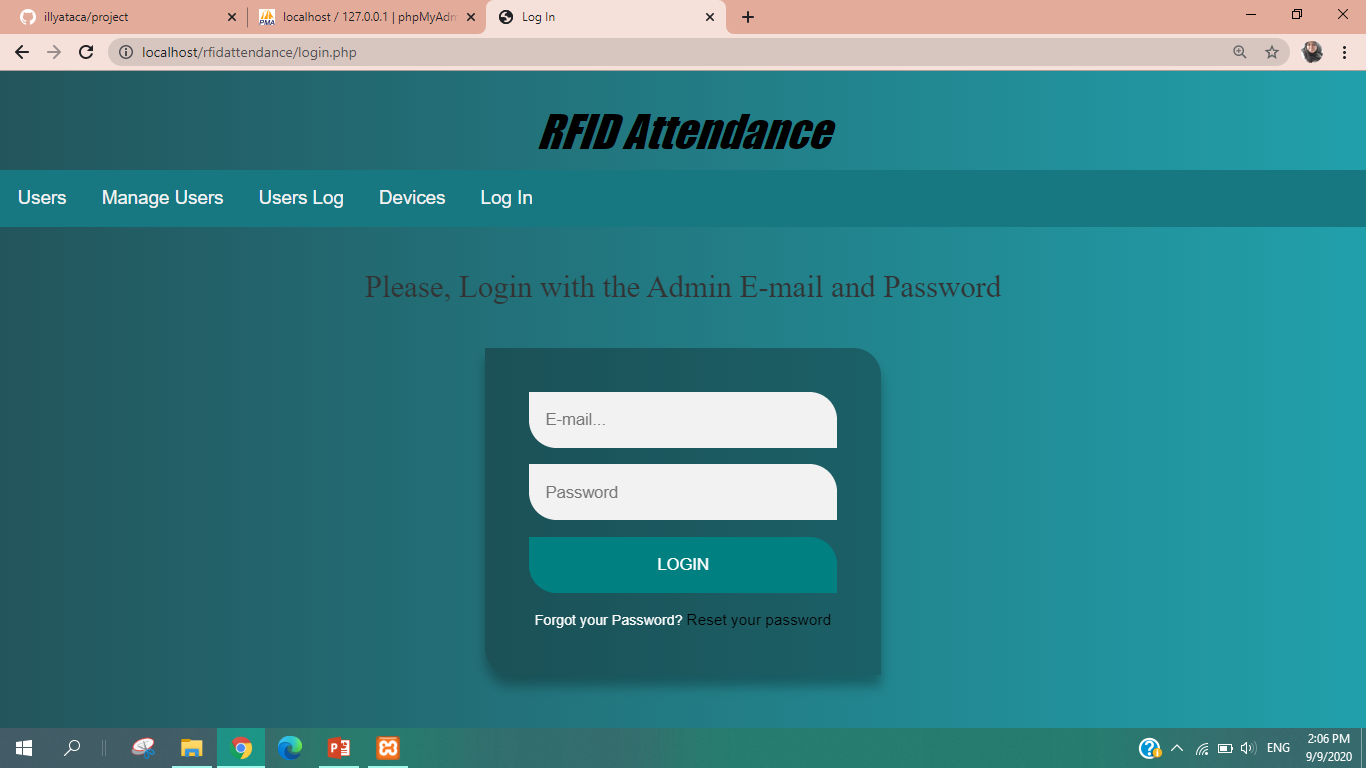 illyataca/project
localhost / 127.0.0.1 | phpMyAdm
Log In
localhost/rfidattendance/login.php
RFID Attendance
Users Manage Users Users Log Devices Log In
Please, Login with the Admin E-mail and Password
E-mail...
Password
LOGIN
Forgot your Password? Reset your password
ENG
2:06 PM
9/9/2020